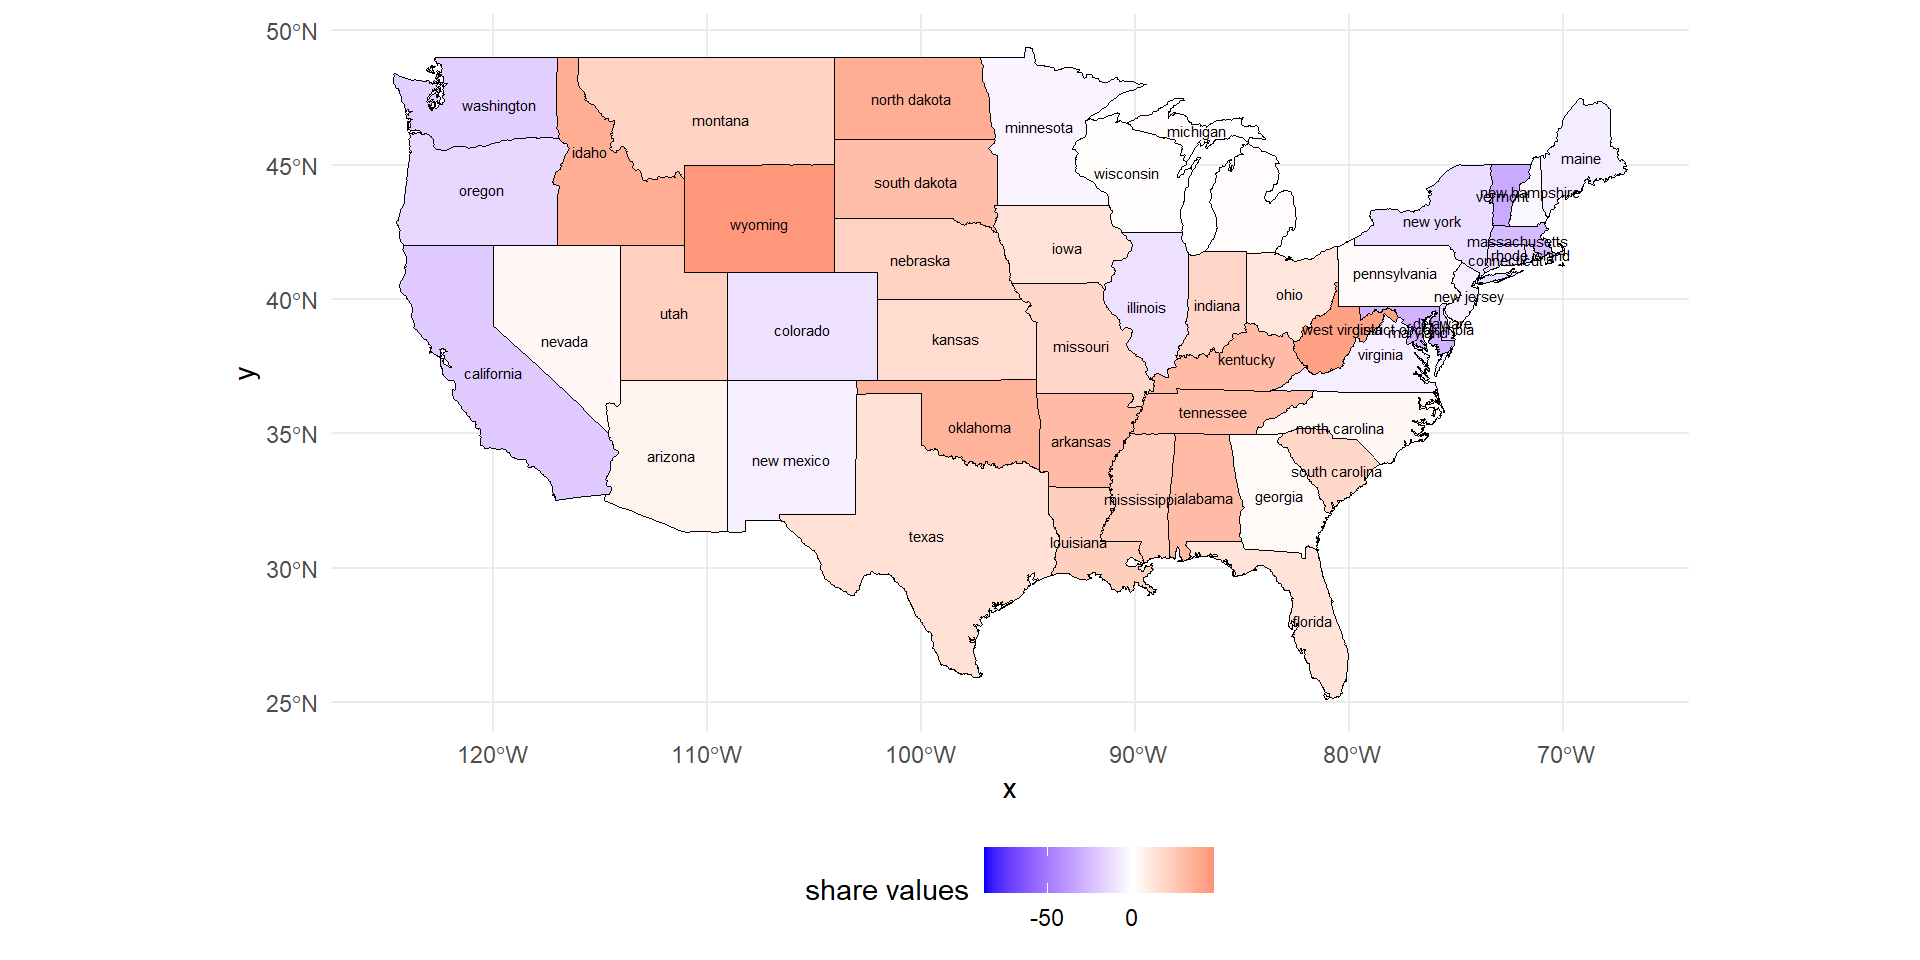 50°N
45°N
40°N
35°N
30°N
25°N
y
washington
montana
north dakota
minnesota
michigan
maine
idaho
oregon
south dakota
wisconsin
new hampshire
vermont
wyoming
new york
massachusetts
rhode island
connecticut
nebraska
iowa
pennsylvania
illinois
indiana
ohio
new jersey
utah
colorado
delaware
west virginia
district of columbia
maryland
nevada
kansas
missouri
virginia
kentucky
california
tennessee
oklahoma
arkansas
north carolina
arizona
new mexico
south carolina
mississippi
alabama
georgia
texas
louisiana
florida
120°W
110°W
100°W
90°W
80°W
70°W
x
share values
-50
0